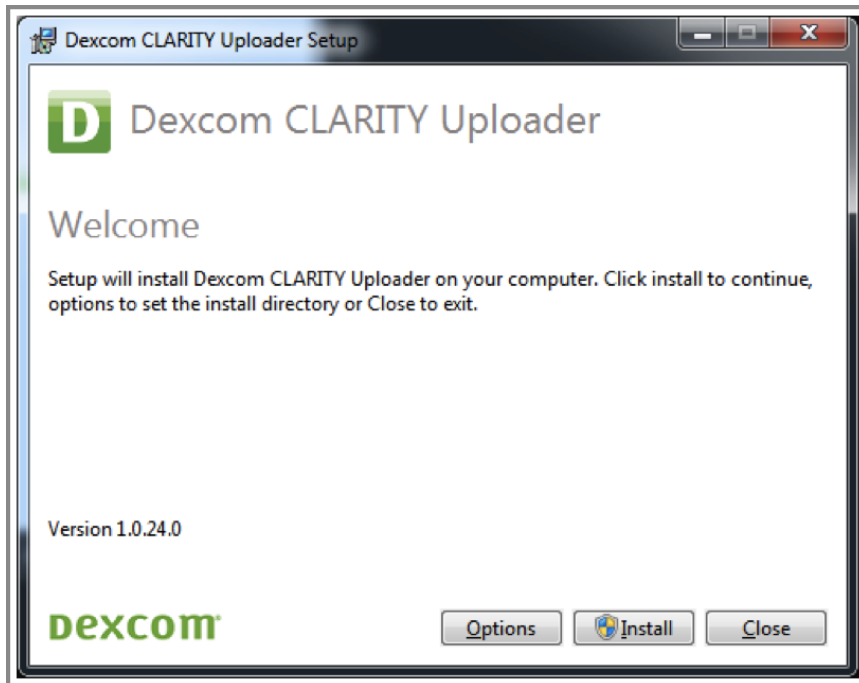 Dexcom CLARITY Uploader Setup
D Dexcom CLARITY Uploader
Welcome
Setup will install Dexcom CLARITY Uploader on your computer. Click install to continue,
options to set the install directory or Close to exit.
Version 1.0.24.0
Dexcom
Options Install Close